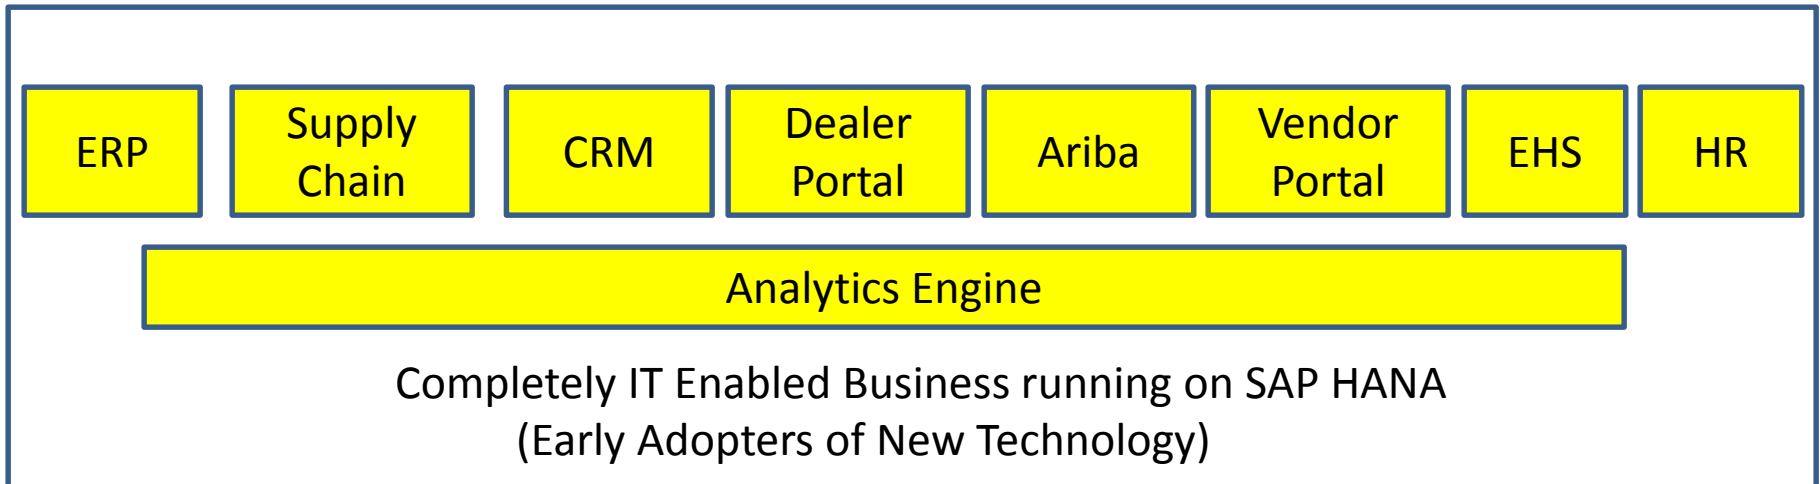 ERP
Supply
Chain
CRM
Dealer
Portal
Ariba
Vendor
Portal
EHS
HR
Analytics Engine
Completely IT Enabled Business running on SAP HANA
(Early Adopters of New Technology)